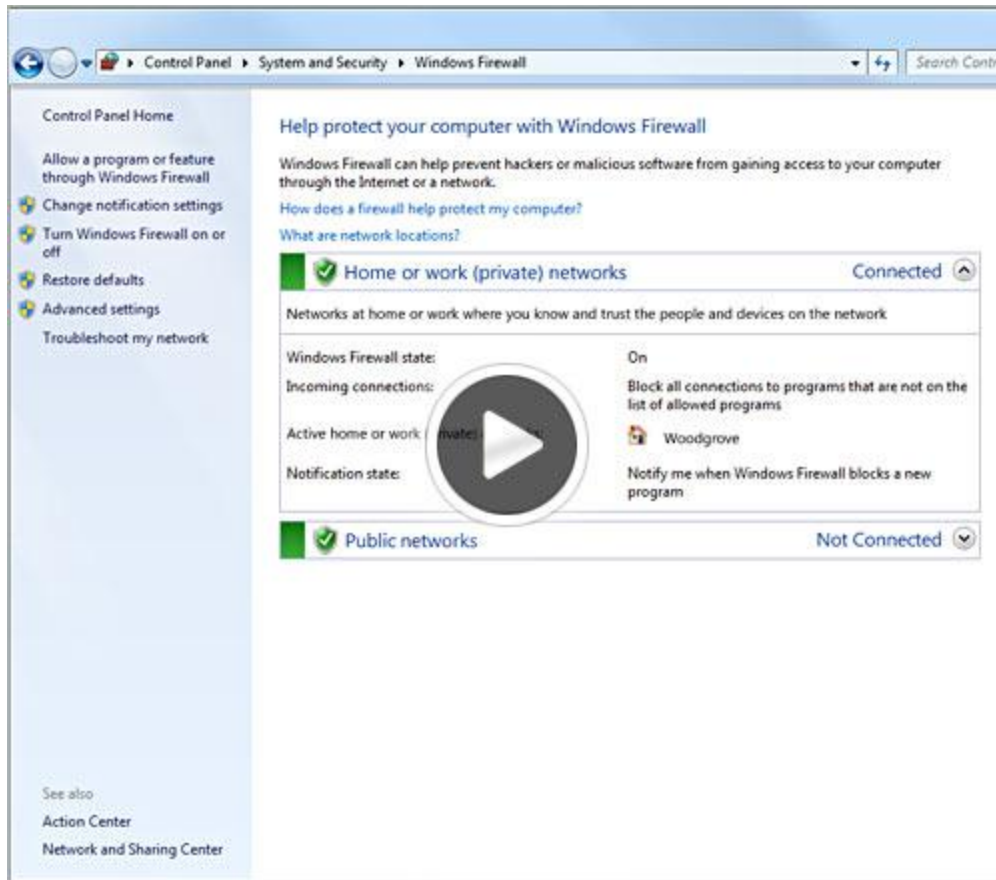 Control Panel ▸ System and Security ▸ Windows Firewall
Search Contr
Control Panel Home
Allow a program or feature
through Windows Firewall
Change notification settings
Turn Windows Firewall on or
off
Restore defaults
Advanced settings
Troubleshoot my network
See also
Action Center
Network and Sharing Center
Help protect your computer with Windows Firewall
Windows Firewall can help prevent hackers or malicious software from gaining access to your computer
through the Internet or a network.
How does a firewall help protect my computer?
What are network locations?
Home or work (private) networks Connected
Networks at home or work where you know and trust the people and devices on the network
Windows Firewall state: On
Incoming connections: Block all connections to programs that are not on the
list of allowed programs
Active home or work (private) Woodgrove
Notification state: Notify me when Windows Firewall blocks a new
program
Public networks Not Connected